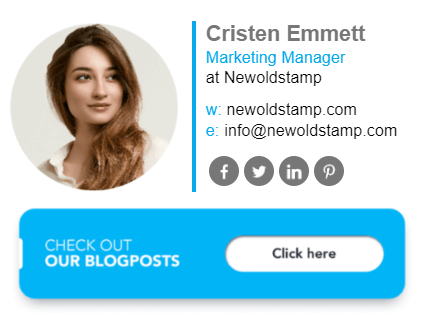 Cristen Emmett
Marketing Manager
at Newoldstamp
w: newoldstamp.com
e: info@newoldstamp.com
CHECK OUT
OUR BLOGPOSTS
Click here